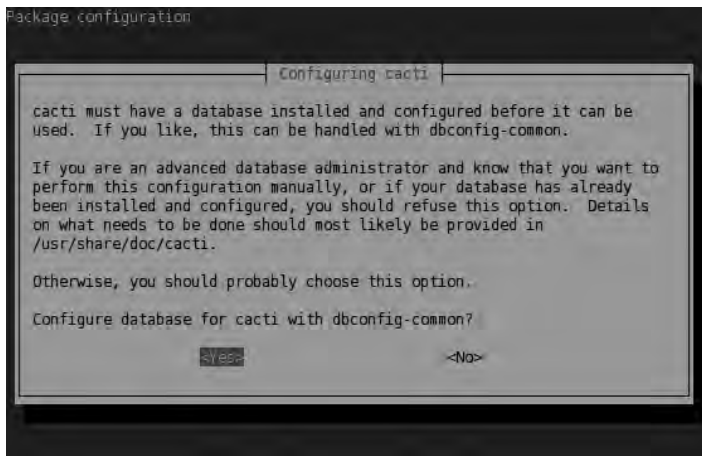 Package configuration
Configuring cacti
cacti must have a database installed and configured before it can be
used. If you like, this can be handled with dbconfig-common.
If you are an advanced database administrator and know that you want to
perform this configuration manually, or if your database has already
been installed and configured, you should refuse this option. Details
on what needs to be done should most likely be provided in
/usr/share/doc/cacti.
Otherwise, you should probably choose this option.
Configure database for cacti with dbconfig-common?
<Yes> <No>